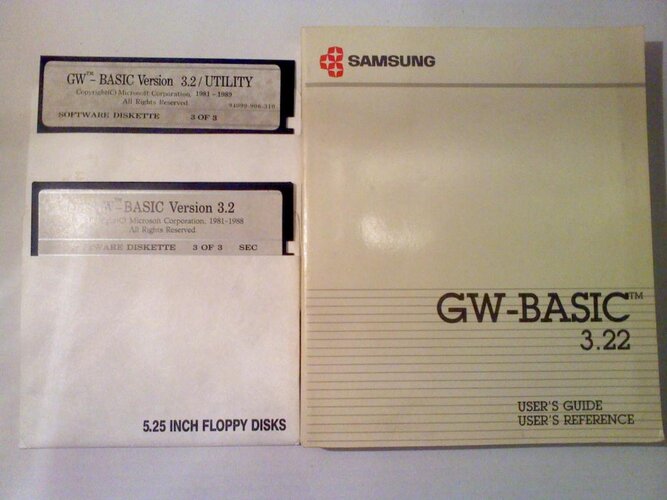 GW™-BASIC Version 3.2/UTILITY
Copyright(C) Microsoft Corporation, 1981-1989
All Rights Reserved
SOFTWARE DISKETTE 3 OF 3
W™-BASIC Version 3.2
(C) Microsoft Corporation, 1981-1988
All Rights Reserved
WARE DISKETTE 3 OF 3 SEC
5.25 INCH FLOPPY DISKS
SAMSUNG
GW-BASIC™
3.22
USER'S GUIDE
USER'S REFERENCE